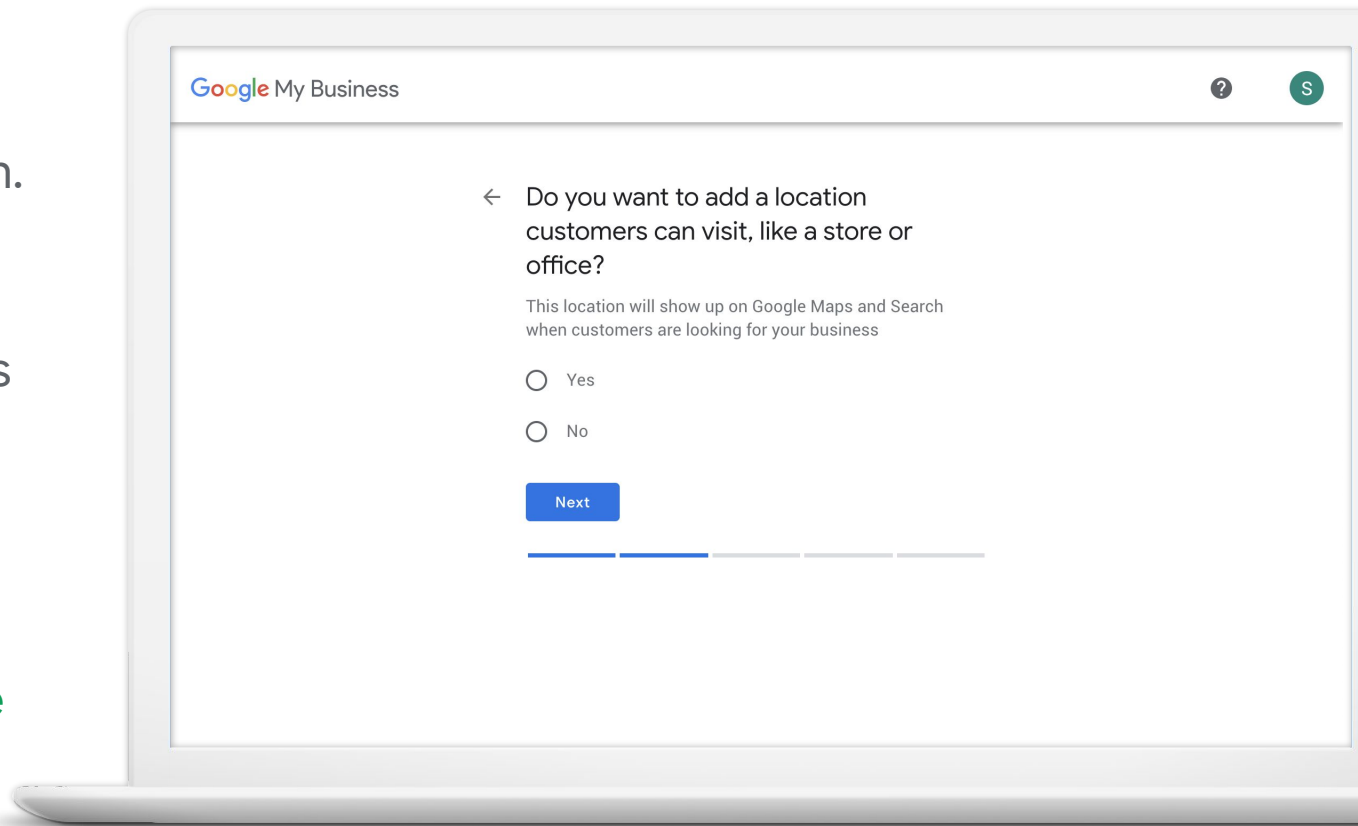 Google My Business
S
Do you want to add a location
customers can visit, like a store or
office?
This location will show up on Google Maps and Search
when customers are looking for your business
Yes
No
Next